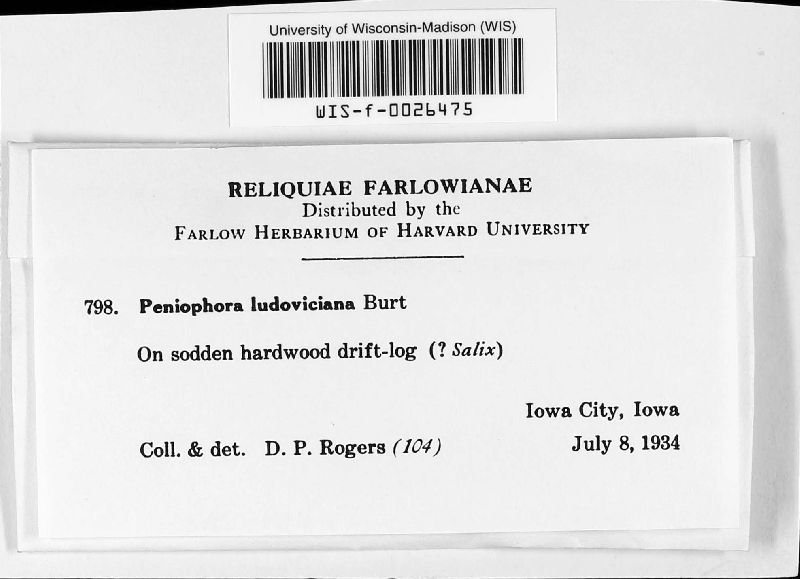 University of Wisconsin-Madison (WIS)
WIS-f-0026475
RELIQUIAE FARLOWIANAE
Distributed by the
FARLOW HERBARIUM OF HARVARD UNIVERSITY
798. Peniophora ludoviciana Burt
On sodden hardwood drift-log (? Salix)
Iowa City, Iowa
Coll. & det. D. P. Rogers (104) July 8, 1934